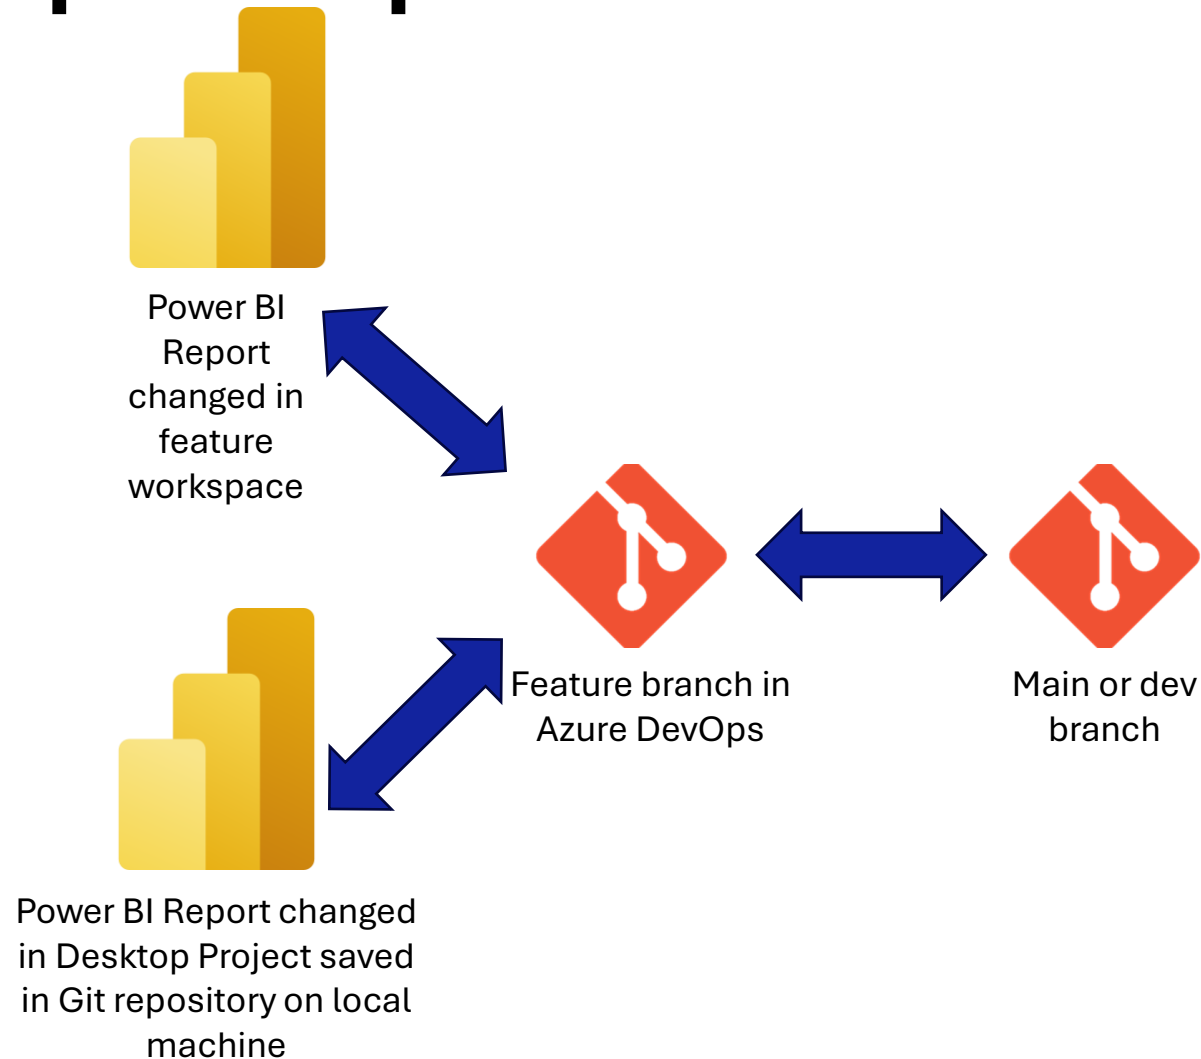 Power BI
Report
changed in
feature
workspace
Feature branch in
Azure DevOps
Main or dev
branch
Power BI Report changed
in Desktop Project saved
in Git repository on local
machine